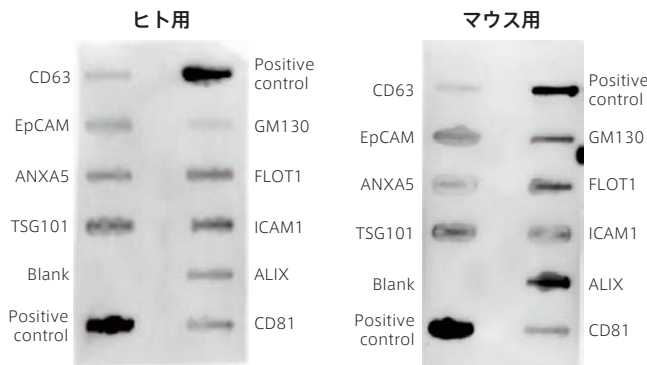 ヒト用
マウス用
CD63
Positive
control
EpCAM
GM130
ANXA5
FLOT1
TSG101
ICAM1
Blank
ALIX
Positive
control
CD81
CD63
Positive
control
EpCAM
GM130
ANXA5
FLOT1
TSG101
ICAM1
Blank
ALIX
Positive
control
CD81